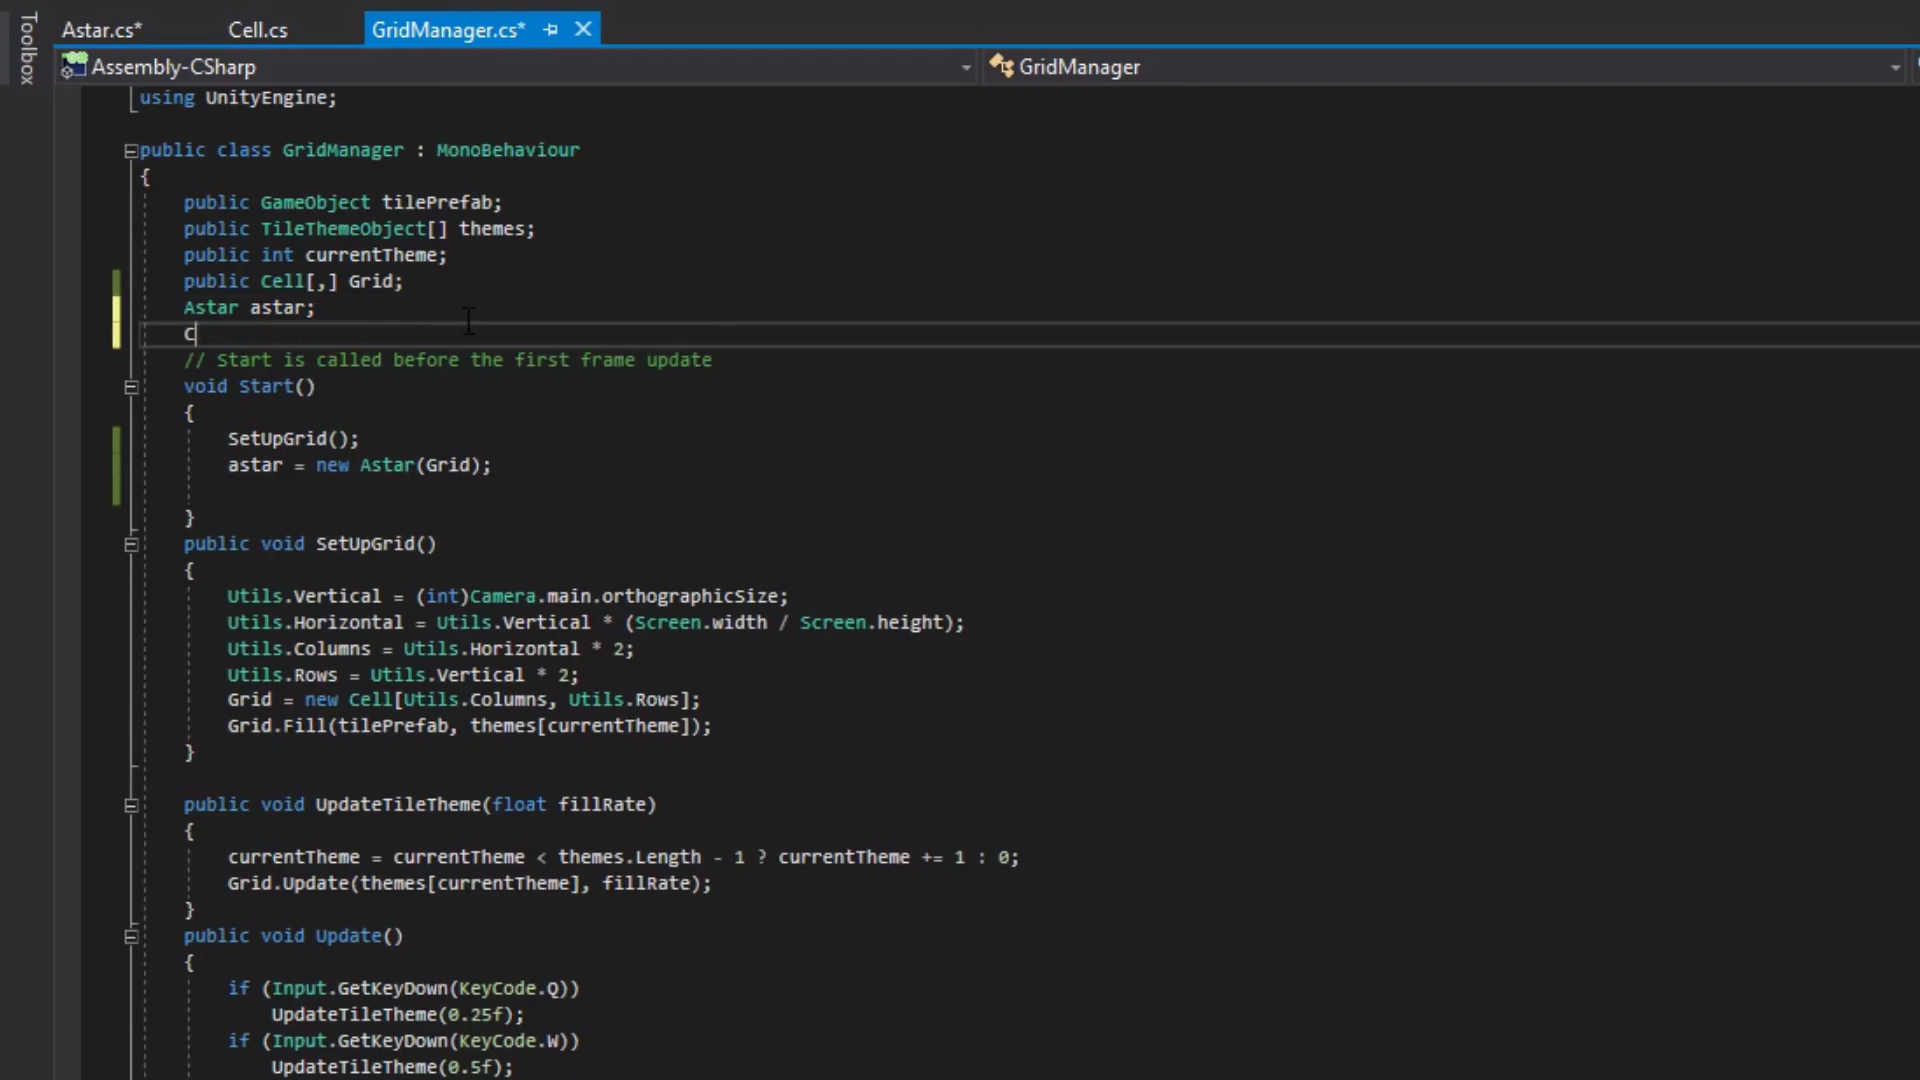 Toolbox
Astar.cs*
Cell.cs
GridManager.cs*
Assembly-CSharp
GridManager
using UnityEngine;
public class GridManager : MonoBehaviour
{
public GameObject tilePrefab;
public TileThemeObject[] themes;
public int currentTheme;
public Cell[,] Grid;
Astar astar;
C
// Start is called before the first frame update
void Start()
{
SetUpGrid();
astar = new Astar(Grid);
}
public void SetUpGrid()
{
Utils.Vertical = (int)Camera.main.orthographicSize;
Utils.Horizontal = Utils.Vertical * (Screen.width / Screen.height);
Utils.Columns = Utils.Horizontal * 2;
Utils.Rows = Utils.Vertical * 2;
Grid = new Cell[Utils.Columns, Utils.Rows];
Grid.Fill(tilePrefab, themes[currentTheme]);
}
public void UpdateTileTheme(float fillRate)
{
currentTheme = currentTheme < themes.Length - 1 ? currentTheme += 1 : 0;
Grid.Update(themes[currentTheme], fillRate);
}
public void Update()
{
if (Input.GetKeyDown(KeyCode.Q))
UpdateTileTheme(0.25f);
if (Input.GetKeyDown(KeyCode.W))
UpdateTileTheme(0.5f);